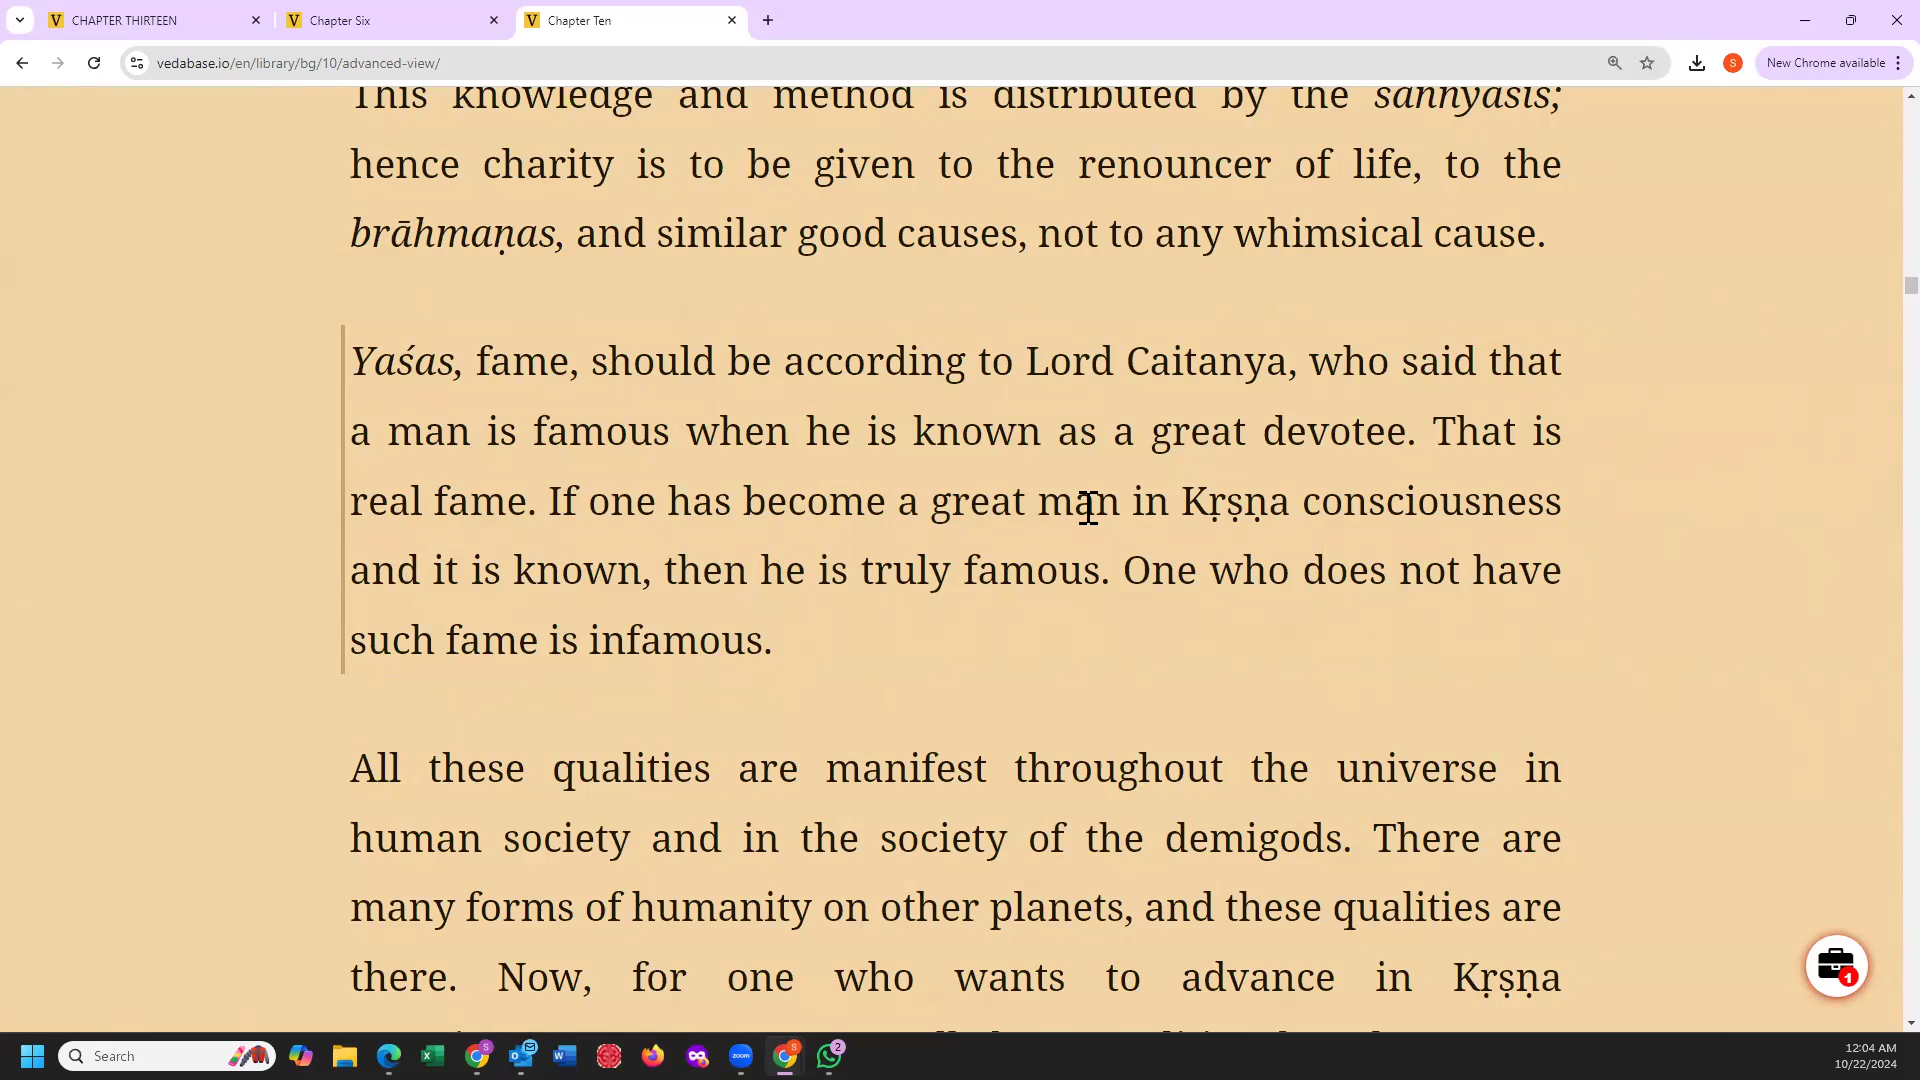 CHAPTER THIRTEEN
Chapter Six
Chapter Ten
vedabase.io/en/library/bg/10/advanced-view/
S
New Chrome available
This knowledge and method is distributed by the sannyāsīs;
hence charity is to be given to the renouncer of life, to the
brāhmaṇas, and similar good causes, not to any whimsical cause.
Yaśas, fame, should be according to Lord Caitanya, who said that
a man is famous when he is known as a great devotee. That is
real fame. If one has become a great man in Kṛṣṇa consciousness
and it is known, then he is truly famous. One who does not have
such fame is infamous.
All these qualities are manifest throughout the universe in
human society and in the society of the demigods. There are
many forms of humanity on other planets, and these qualities are
there. Now, for one who wants to advance in Kṛṣṇa
1
Search
zoom
2
12:04 AM
10/22/2024